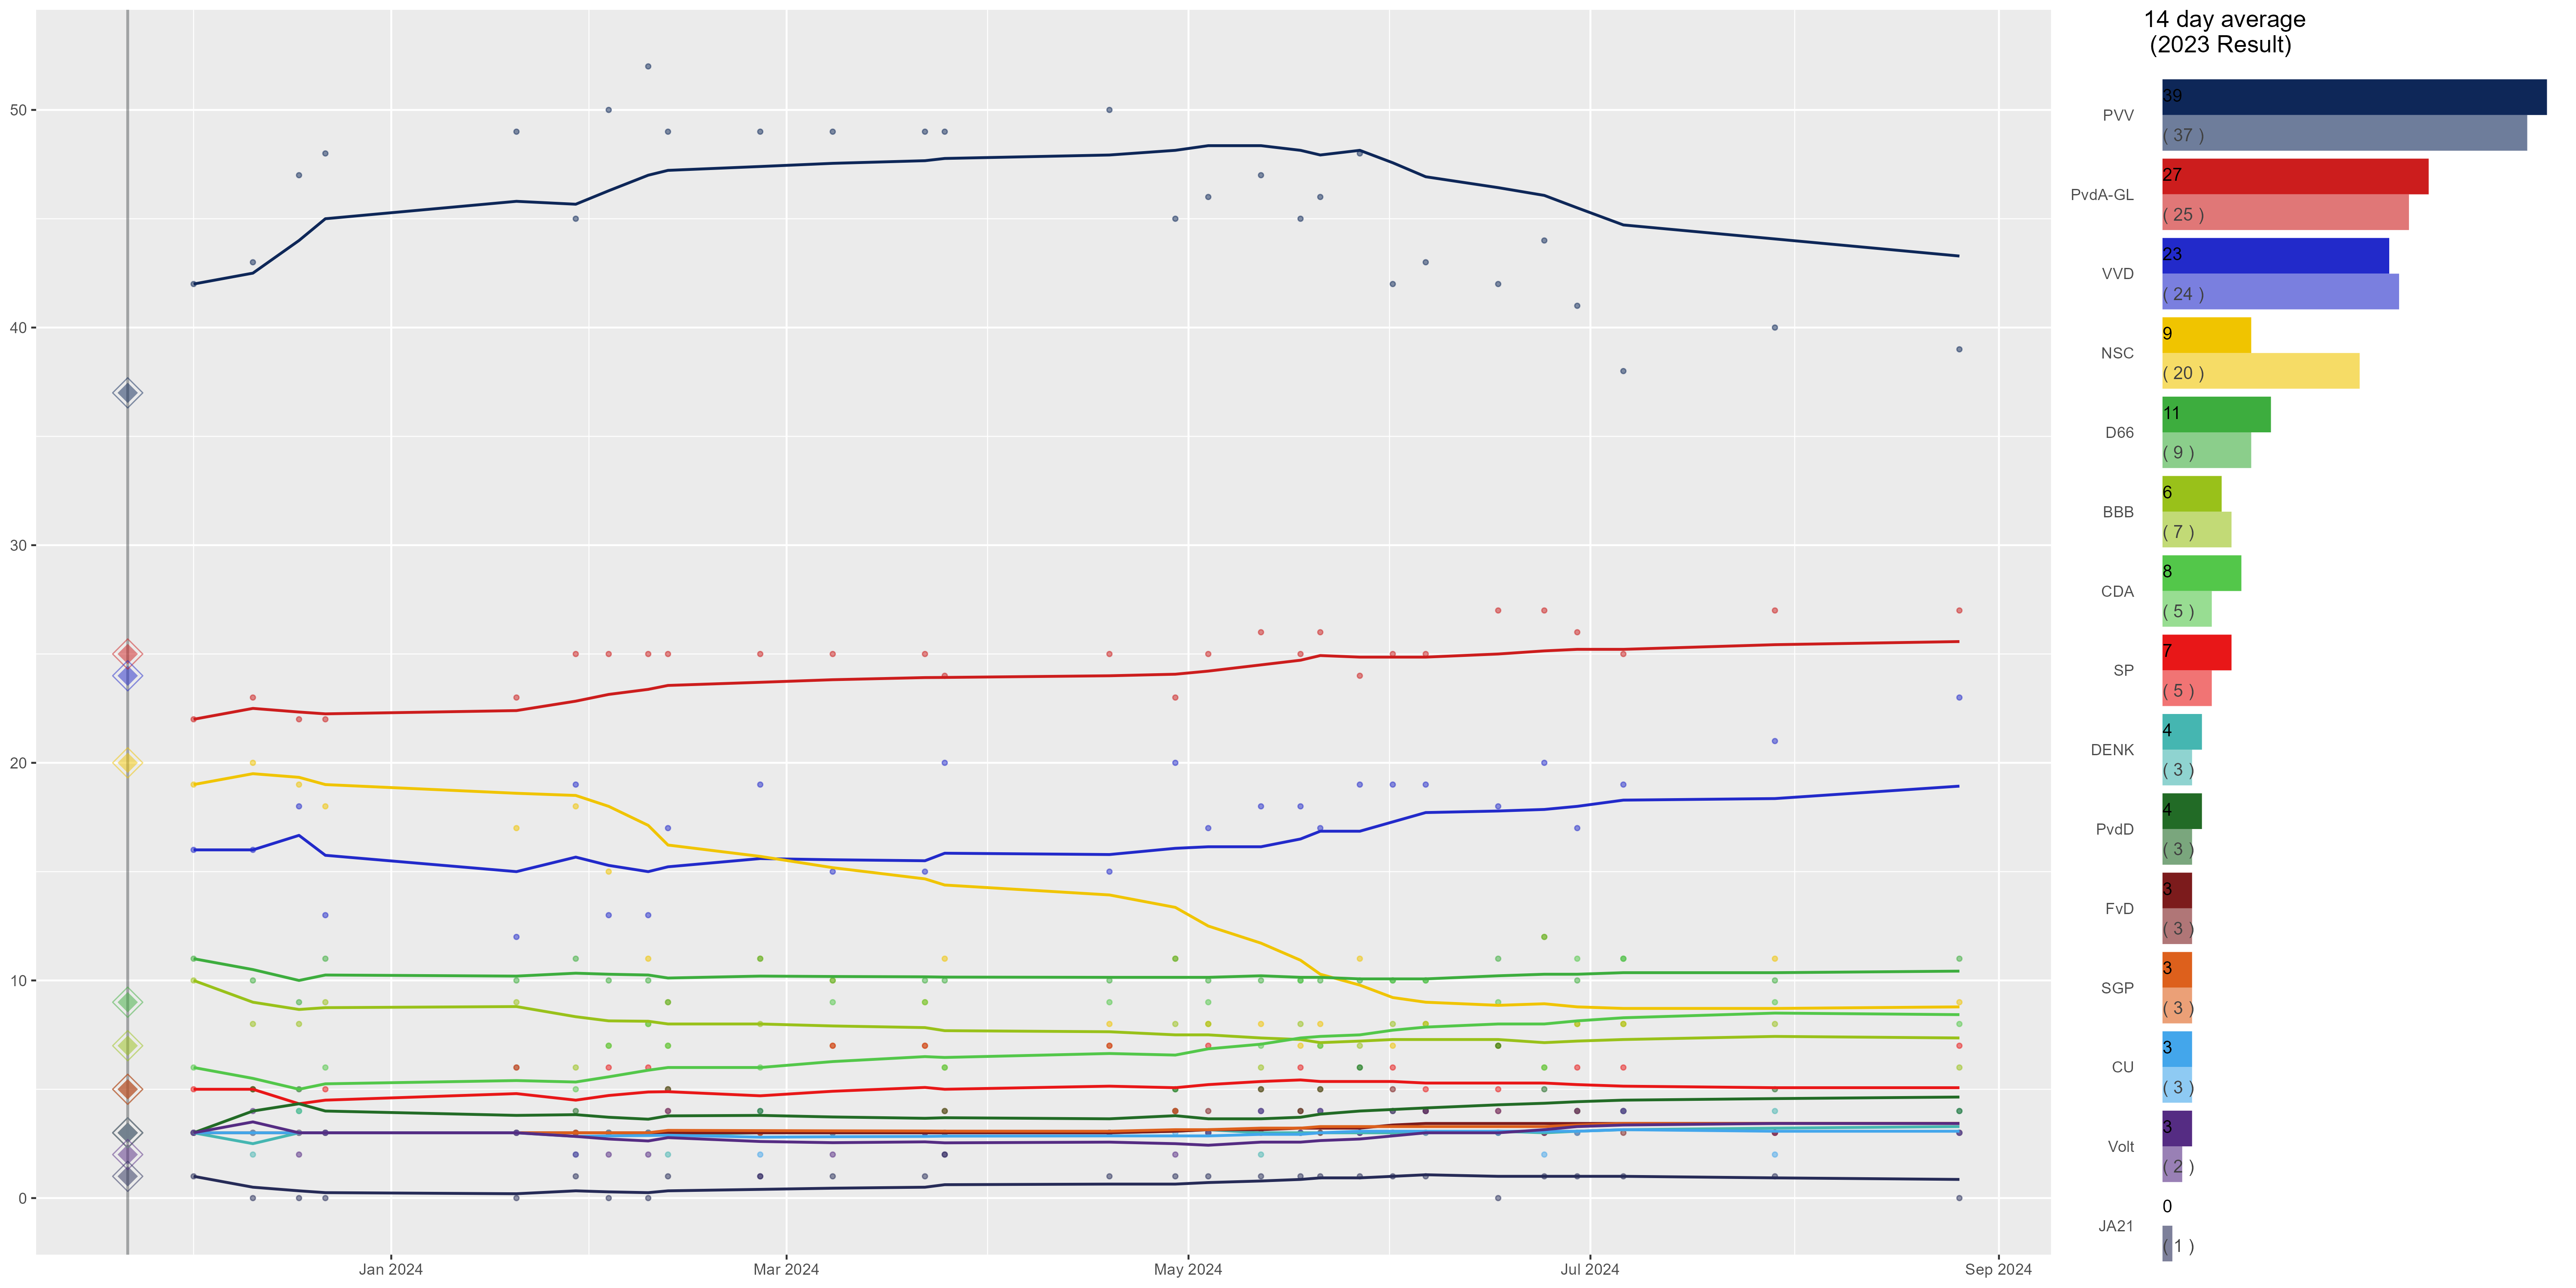 14 day average
(2023 Result)
50
40
30
20
10
0
Jan 2024
Mar 2024
May 2024
Jul 2024
Sep 2024
PVV
39
( 37 )
PvdA-GL
27
( 25 )
VVD
23
( 24 )
NSC
9
( 20 )
D66
11
( 9 )
BBB
6
( 7 )
CDA
8
( 5 )
SP
7
( 5 )
DENK
4
( 3 )
PvdD
4
( 3 )
FvD
3
( 3 )
SGP
3
( 3 )
CU
3
( 3 )
Volt
3
( 2 )
JA21
0
( 1 )